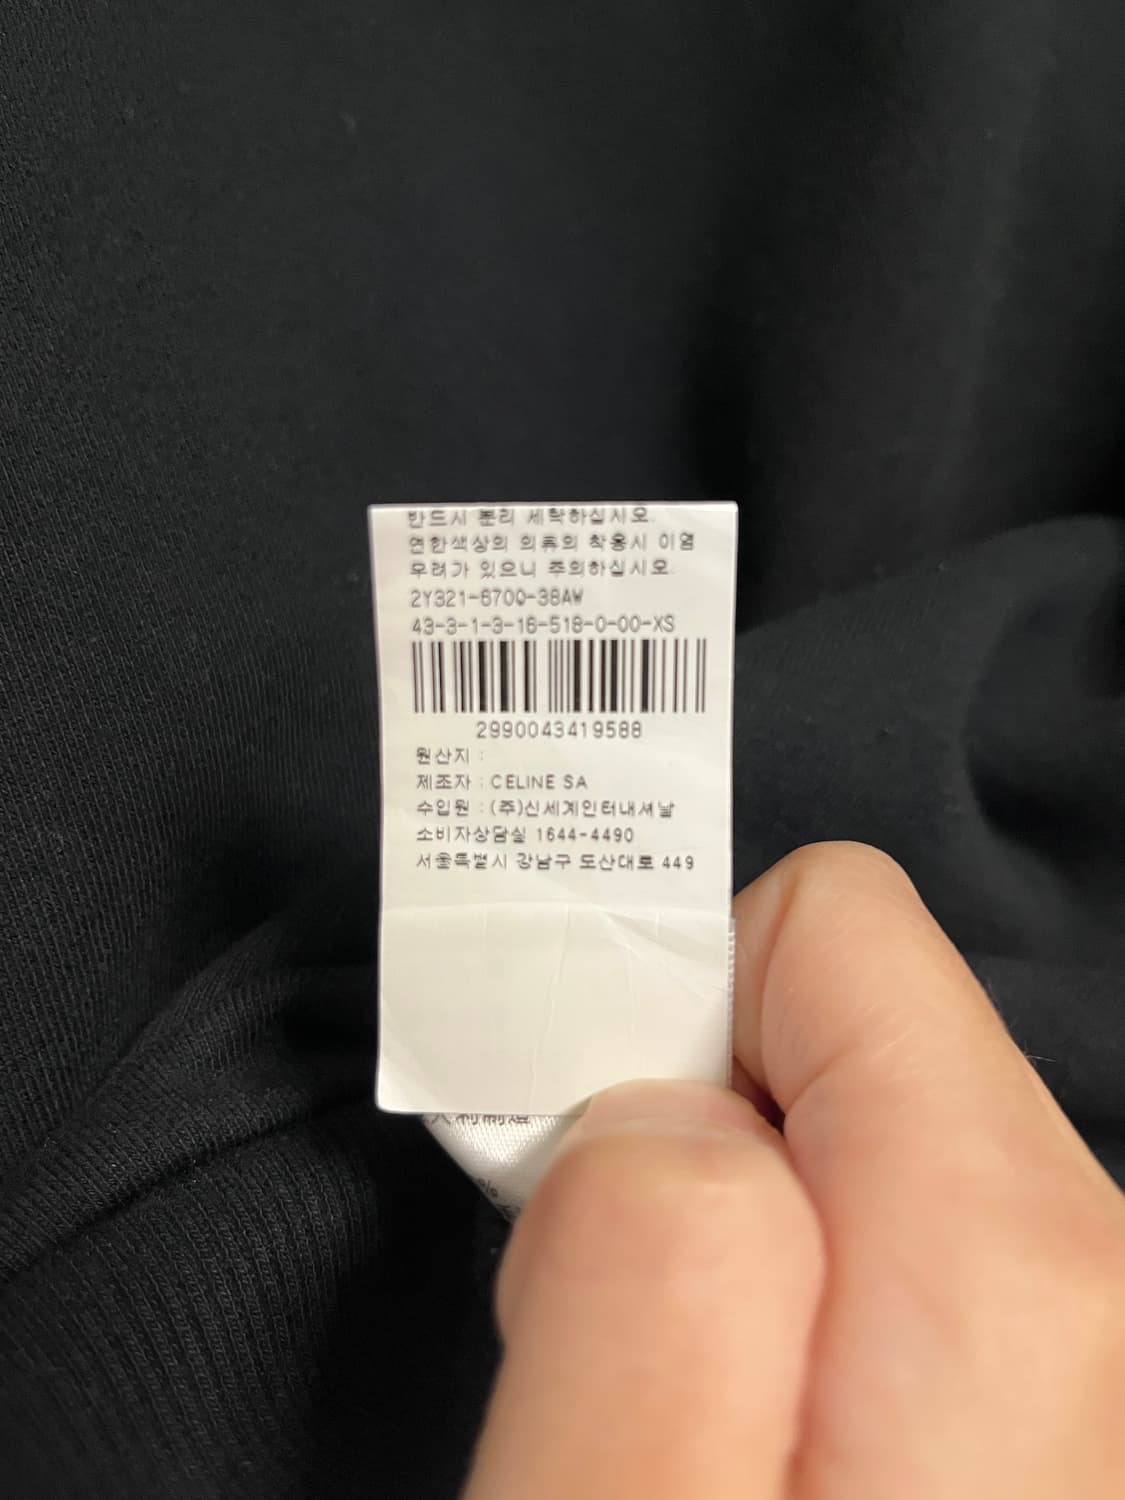 반드시 분리 세탁하십시오.
연한색상의 의류의 착용시 이염
우려가 있으니 주의하십시오.
2Y321-670Q-38AW
43-3-1-3-16-518-0-00-XS
2990043419588
원산지 :
제조자 : CELINE SA
수입원 : (주)신세계인터내셔날
소비자상담실 1644-4490
서울특별시 강남구 도산대로 449
%